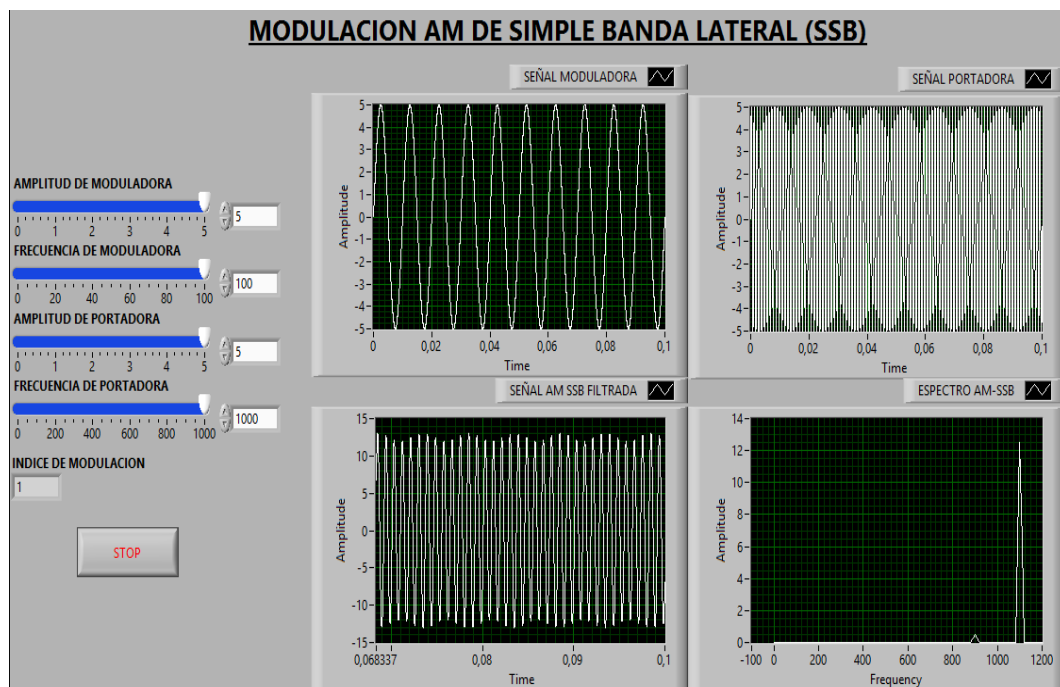 MODULACION AM DE SIMPLE BANDA LATERAL (SSB)
AMPLITUD DE MODULADORA
0 1 2 3 4 5
5
FRECUENCIA DE MODULADORA
0 20 40 60 80 100
100
AMPLITUD DE PORTADORA
0 1 2 3 4 5
5
FRECUENCIA DE PORTADORA
0 200 400 600 800 1000
1000
INDICE DE MODULACION
1
STOP
SEÑAL MODULADORA
Amplitude
5
4
3
2
1
0
-1
-2
-3
-4
-5
0 0,02 0,04 0,06 0,08 0,1
Time
SEÑAL PORTADORA
Amplitude
5
4
3
2
1
0
-1
-2
-3
-4
-5
0 0,02 0,04 0,06 0,08 0,1
Time
SEÑAL AM SSB FILTRADA
Amplitude
15
10
5
0
-5
-10
-15
0,068337 0,08 0,09 0,1
Time
ESPECTRO AM-SSB
Amplitude
14
12
10
8
6
4
2
0
-100 0 200 400 600 800 1000 1200
Frequency